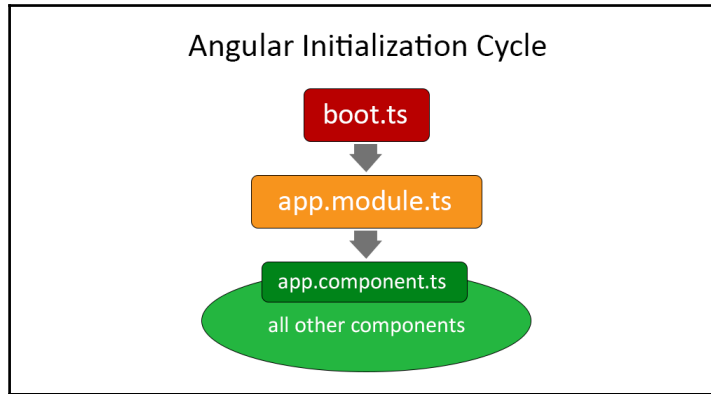 Angular Initialization Cycle
boot.ts
app.module.ts
app.component.ts
all other components